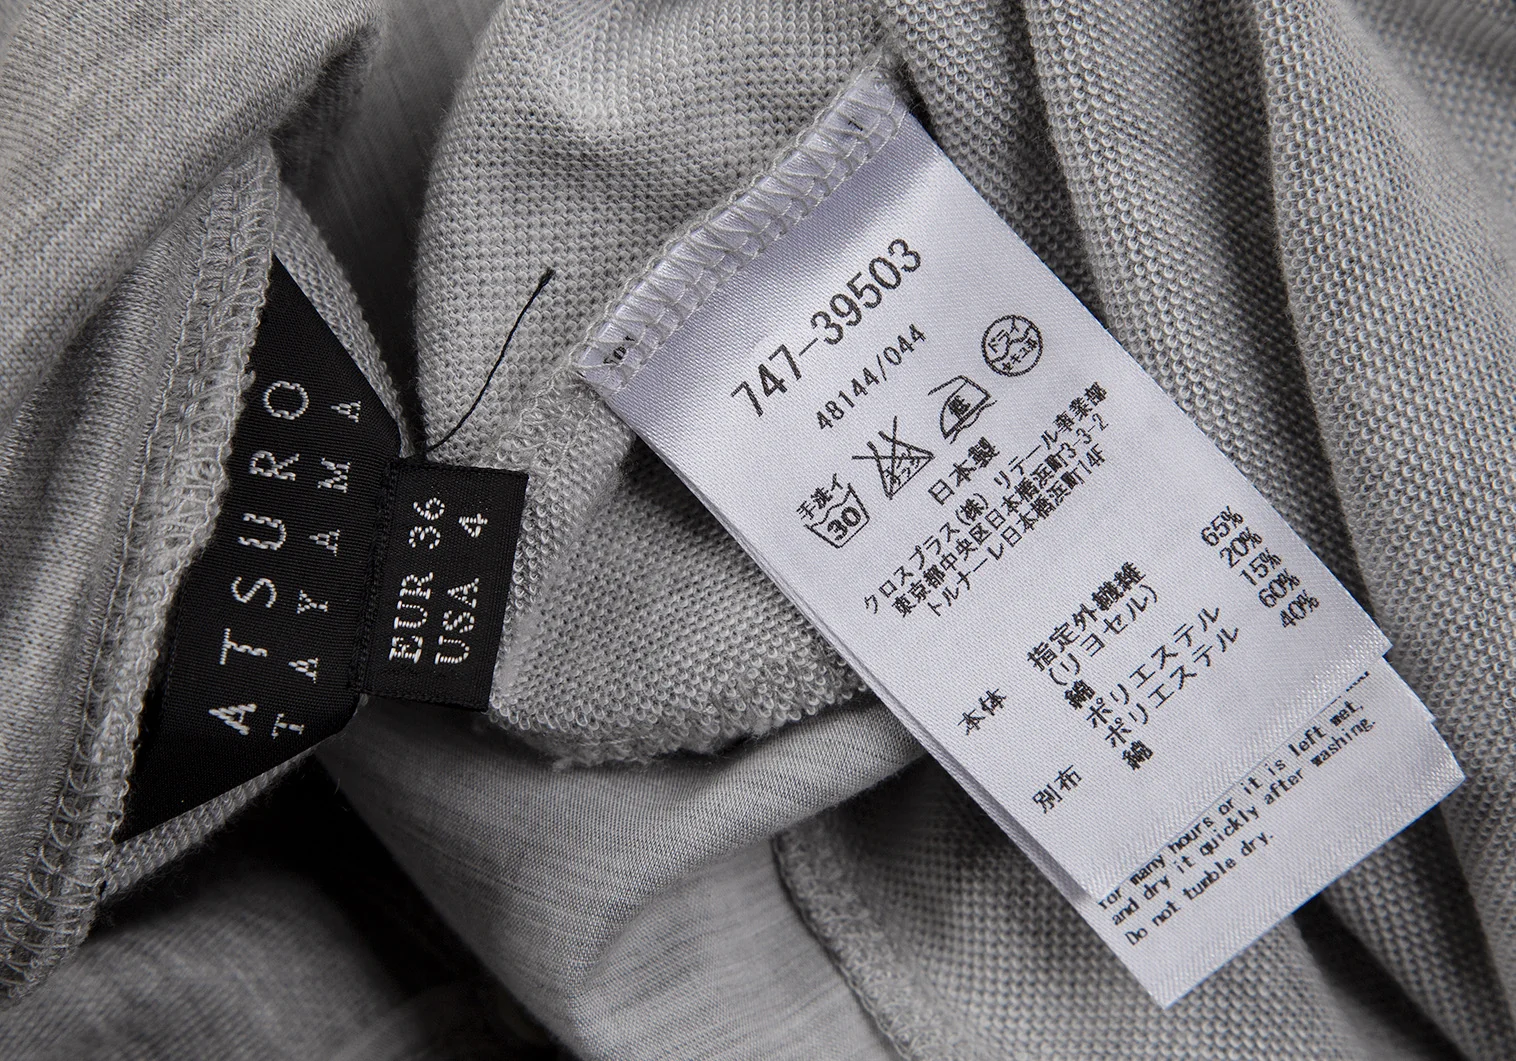 ATSURO
TAYAMA
EUR 36
USA 4
747-39503
48144/044
手洗イ
30
ドライ
日本製
クロスプラス(株) リテール事業部
東京都中央区日本橋浜町3-3-2
トルナーレ日本橋浜町14F
本体 指定外繊維 65%
(リヨセル)
綿 20%
ポリエステル 15%
別布 ポリエステル 60%
綿 40%
for many hours or it is left wet,
and dry it quickly after washing.
Do not tumble dry.